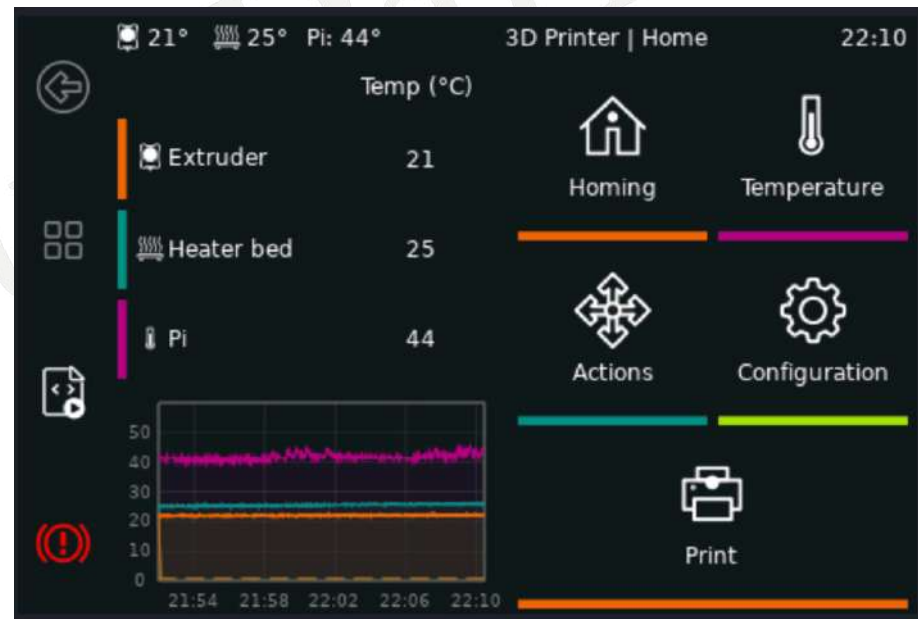 21° 25° Pi: 44° 3D Printer | Home 22:10
Temp (°C)
Extruder 21
Heater bed 25
Pi 44
Homing Temperature
Actions Configuration
Print
50
40
30
20
10
0
21:54 21:58 22:02 22:06 22:10